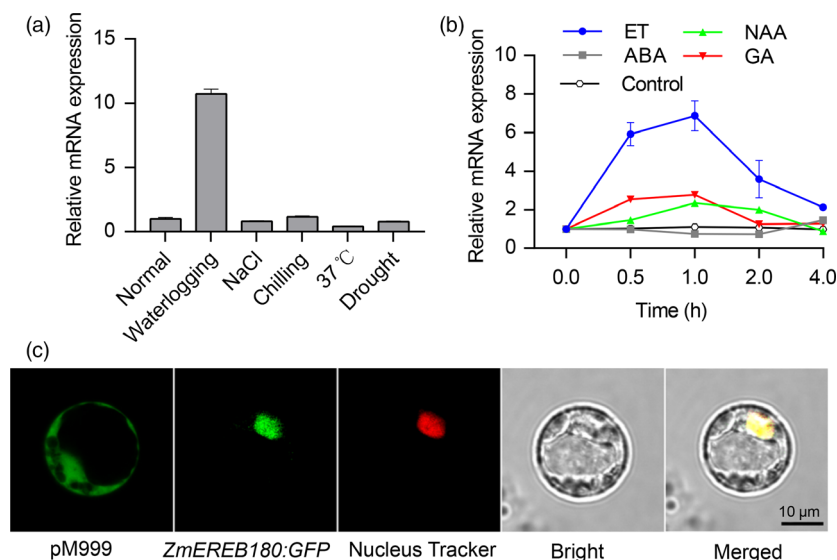 (a)
Relative mRNA expression
15
10
5
0
Normal
Waterlogging
NaCl
Chilling
37℃
Drought
(b)
ET
NAA
ABA
GA
Control
Relative mRNA expression
10
8
6
4
2
0
0.0 0.5 1.0 2.0 4.0
Time (h)
(c)
10 μm
pM999 ZmEREB180:GFP Nucleus Tracker Bright Merged